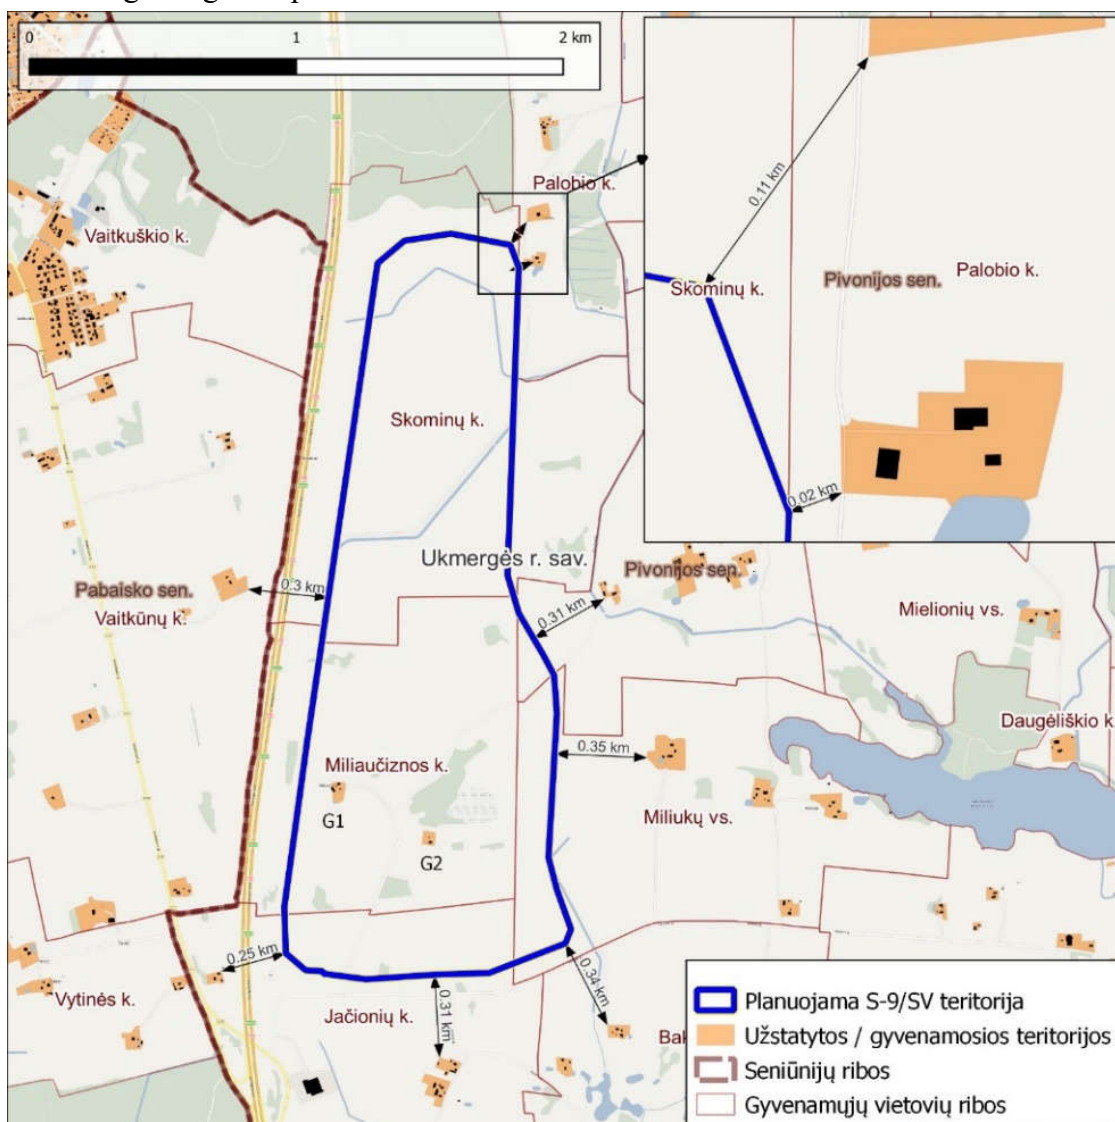 0 1 2 km
Palobio k.
Vaitkuškio k.
0.11 km
Skominų k.
Pivonijos sen.
Palobio k.
0.02 km
Skominų k.
Ukmergės r. sav.
Pabaisko sen.
Vaitkūnų k.
0.3 km
Pivonijos sen.
0.31 km
Mielionių vs.
Daugėliškio k.
0.35 km
Miliaučiznos k.
G1
G2
Miliukų vs.
0.25 km
Vytinės k.
Jačionių k.
0.31 km
0.34 km
Planuojama S-9/SV teritorija
Užstatytos / gyvenamosios teritorijos
Seniūnijų ribos
Gyvenamųjų vietovių ribos